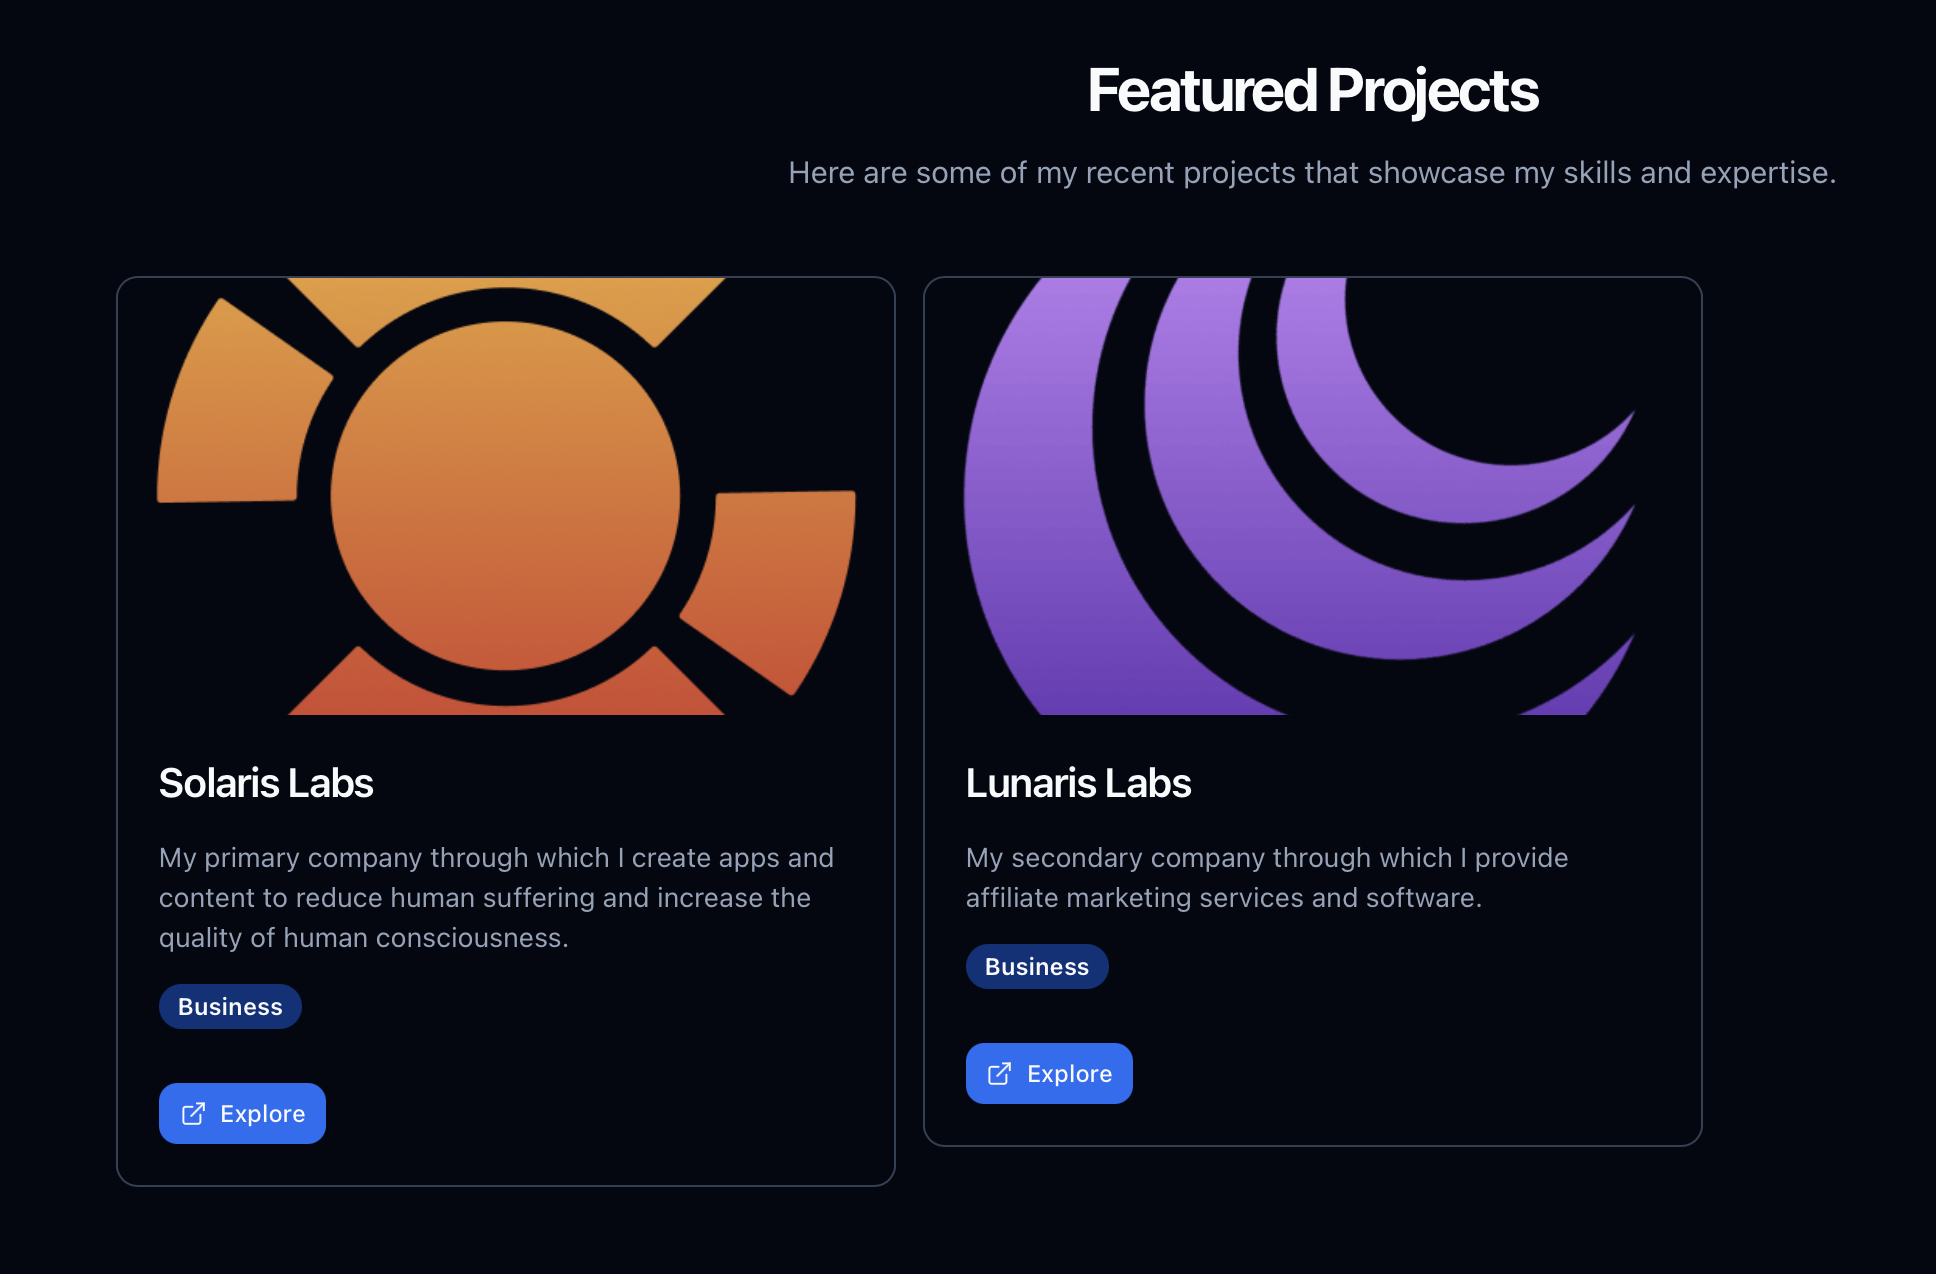 Featured Projects
Here are some of my recent projects that showcase my skills and expertise.
Solaris Labs
My primary company through which I create apps and
content to reduce human suffering and increase the
quality of human consciousness.
Business
Explore
Lunaris Labs
My secondary company through which I provide
affiliate marketing services and software.
Business
Explore